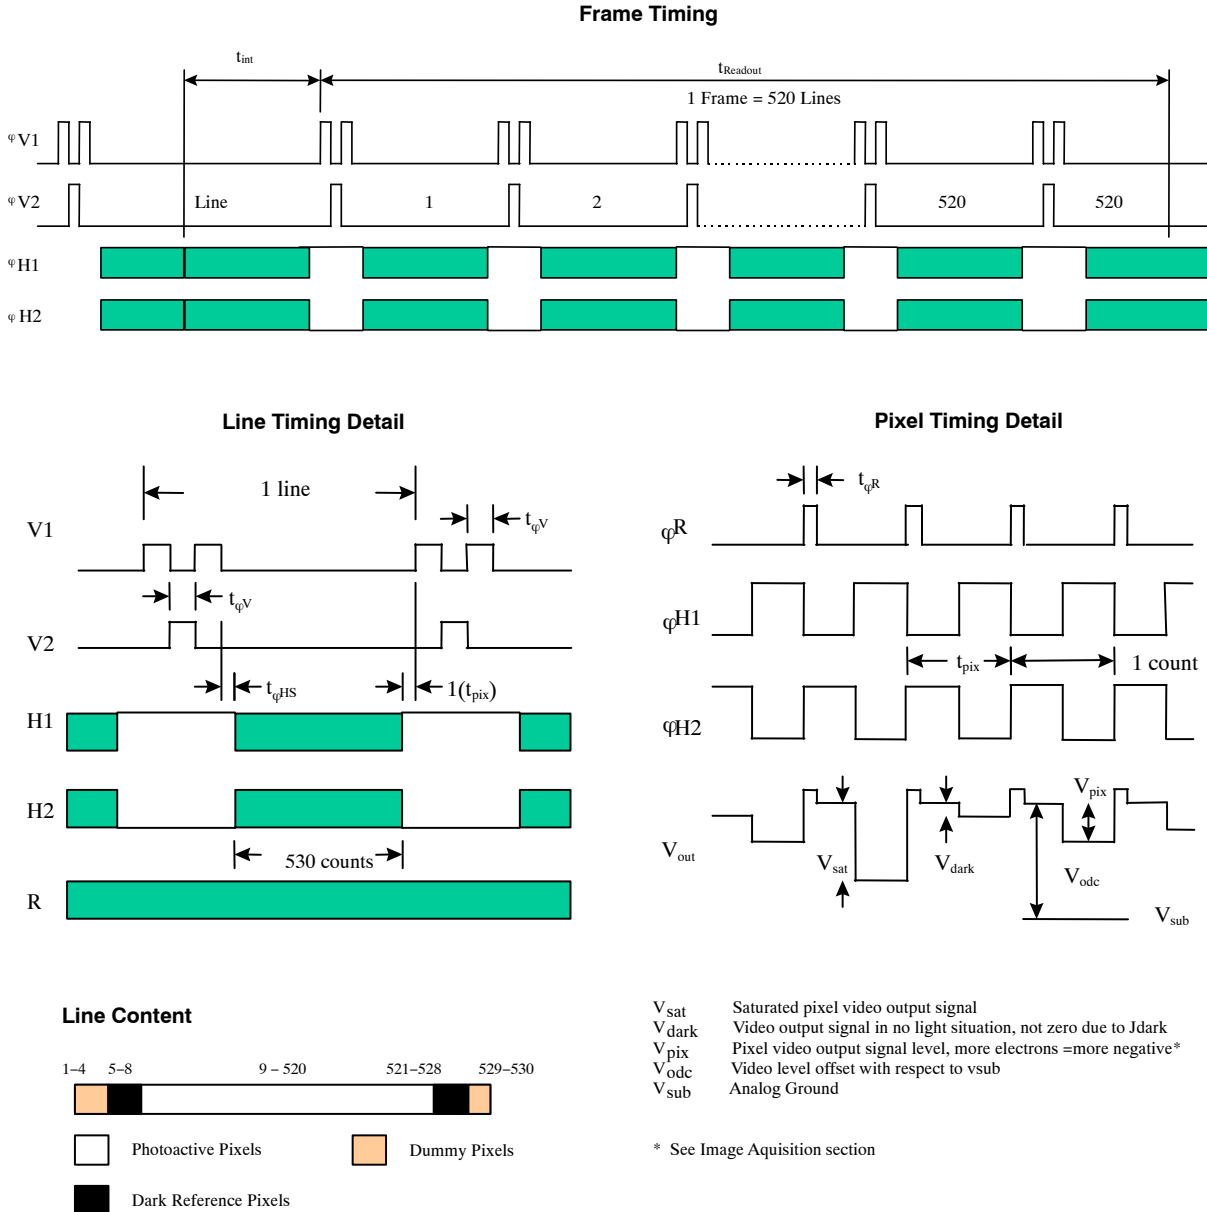 Frame Timing
tint
tReadout
1 Frame = 520 Lines
φV1
φV2
Line
1
2
520
520
φH1
φH2
Line Timing Detail
1 line
V1
tφV
tφV
V2
tφHS
1(tpix)
H1
H2
530 counts
R
Pixel Timing Detail
tφR
φR
φH1
tpix
1 count
φH2
Vpix
Vout
Vsat
Vdark
Vodc
Vsub
Line Content
1–4 5–8 9 – 520 521–528 529–530
Photoactive Pixels
Dummy Pixels
Dark Reference Pixels
Vsat Saturated pixel video output signal
Vdark Video output signal in no light situation, not zero due to Jdark
Vpix Pixel video output signal level, more electrons =more negative*
Vodc Video level offset with respect to vsub
Vsub Analog Ground
* See Image Aquisition section